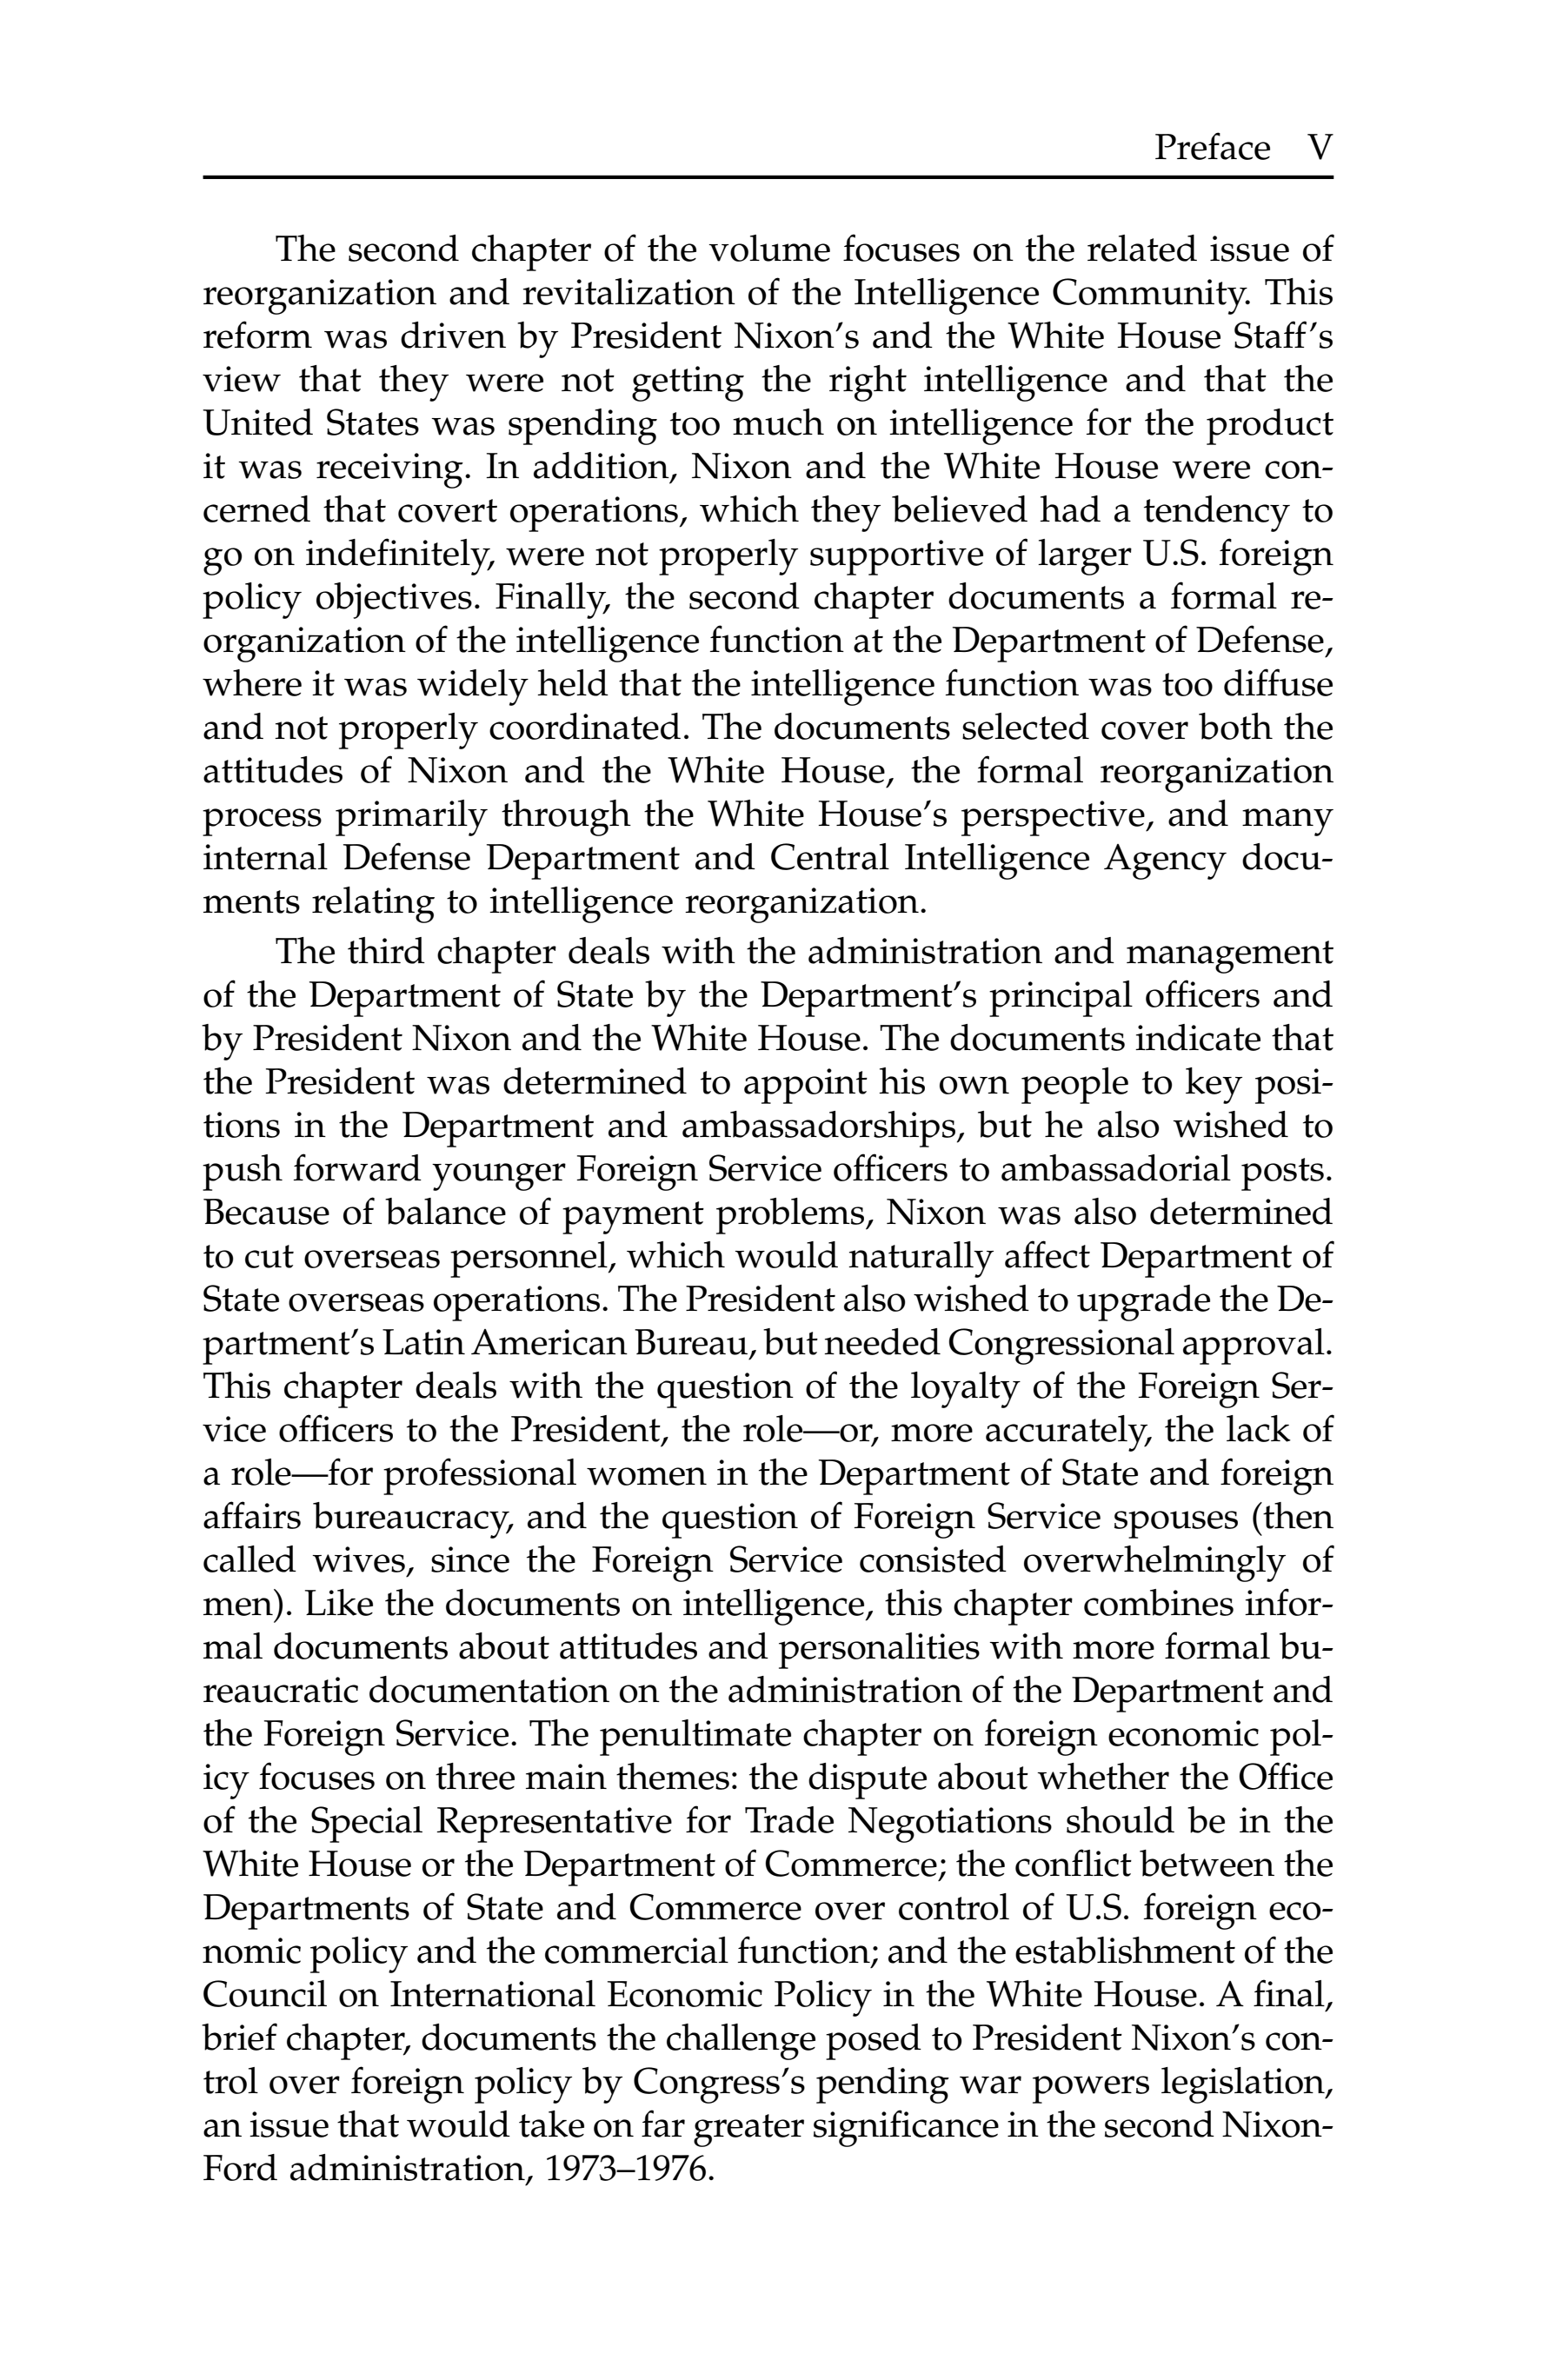 Preface V
The second chapter of the volume focuses on the related issue of
reorganization and revitalization of the Intelligence Community. This
reform was driven by President Nixon’s and the White House Staff’s
view that they were not getting the right intelligence and that the
United States was spending too much on intelligence for the product
it was receiving. In addition, Nixon and the White House were con-
cerned that covert operations, which they believed had a tendency to
go on indefinitely, were not properly supportive of larger U.S. foreign
policy objectives. Finally, the second chapter documents a formal re-
organization of the intelligence function at the Department of Defense,
where it was widely held that the intelligence function was too diffuse
and not properly coordinated. The documents selected cover both the
attitudes of Nixon and the White House, the formal reorganization
process primarily through the White House’s perspective, and many
internal Defense Department and Central Intelligence Agency docu-
ments relating to intelligence reorganization.
The third chapter deals with the administration and management
of the Department of State by the Department’s principal officers and
by President Nixon and the White House. The documents indicate that
the President was determined to appoint his own people to key posi-
tions in the Department and ambassadorships, but he also wished to
push forward younger Foreign Service officers to ambassadorial posts.
Because of balance of payment problems, Nixon was also determined
to cut overseas personnel, which would naturally affect Department of
State overseas operations. The President also wished to upgrade the De-
partment’s Latin American Bureau, but needed Congressional approval.
This chapter deals with the question of the loyalty of the Foreign Ser-
vice officers to the President, the role—or, more accurately, the lack of
a role—for professional women in the Department of State and foreign
affairs bureaucracy, and the question of Foreign Service spouses (then
called wives, since the Foreign Service consisted overwhelmingly of
men). Like the documents on intelligence, this chapter combines infor-
mal documents about attitudes and personalities with more formal bu-
reaucratic documentation on the administration of the Department and
the Foreign Service. The penultimate chapter on foreign economic pol-
icy focuses on three main themes: the dispute about whether the Office
of the Special Representative for Trade Negotiations should be in the
White House or the Department of Commerce; the conflict between the
Departments of State and Commerce over control of U.S. foreign eco-
nomic policy and the commercial function; and the establishment of the
Council on International Economic Policy in the White House. A final,
brief chapter, documents the challenge posed to President Nixon’s con-
trol over foreign policy by Congress’s pending war powers legislation,
an issue that would take on far greater significance in the second Nixon-
Ford administration, 1973–1976.